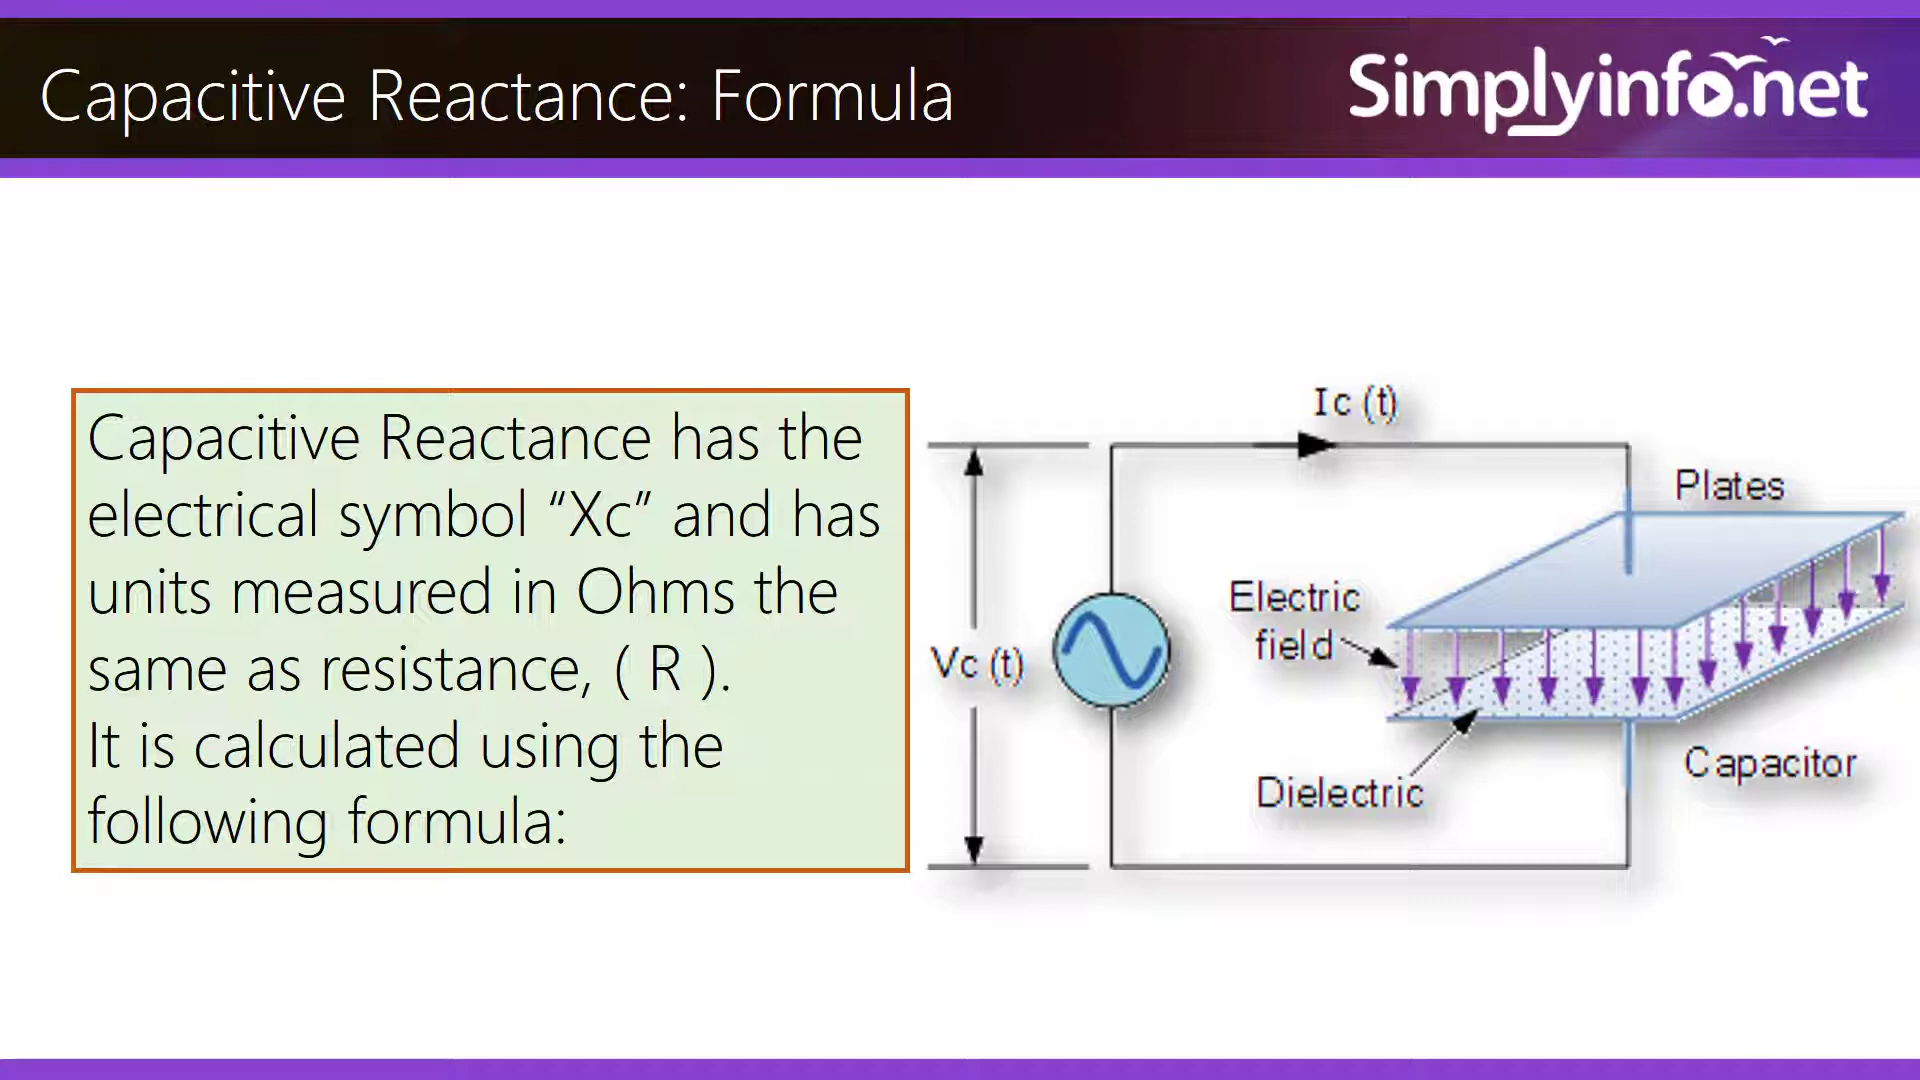 Capacitive Reactance: Formula
Simplyinfo.net
Capacitive Reactance has the
electrical symbol “Xc” and has
units measured in Ohms the
same as resistance, ( R ).
It is calculated using the
following formula:
Ic (t)
Plates
Electric
field
Vc (t)
Capacitor
Dielectric